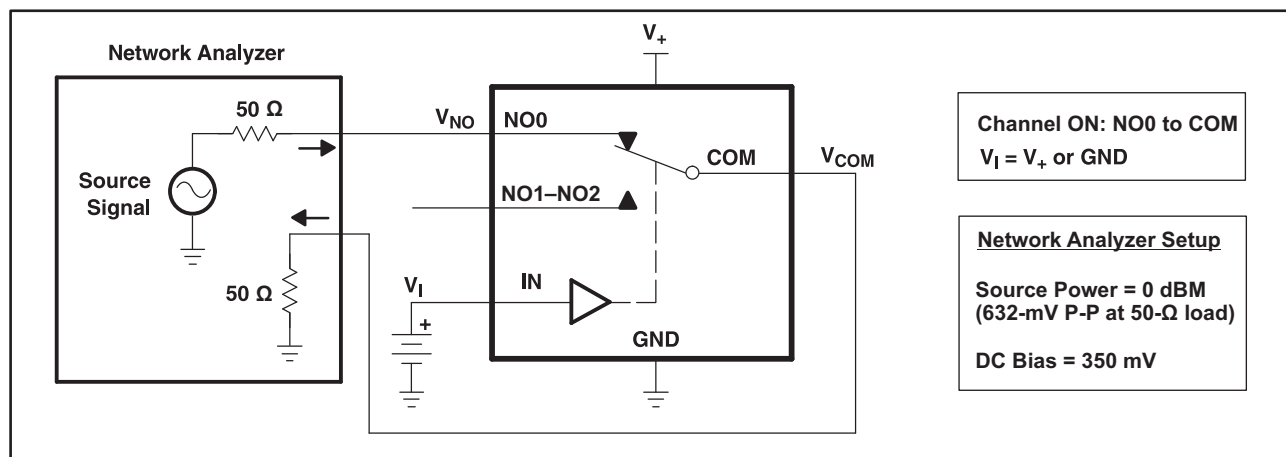 Network Analyzer
50 Ω
Source
Signal
50 Ω
V+
VNO
NO0
COM
VCOM
NO1–NO2
VI
IN
+
GND
Channel ON: NO0 to COM
VI = V+ or GND
Network Analyzer Setup
Source Power = 0 dBM
(632-mV P-P at 50-Ω load)
DC Bias = 350 mV